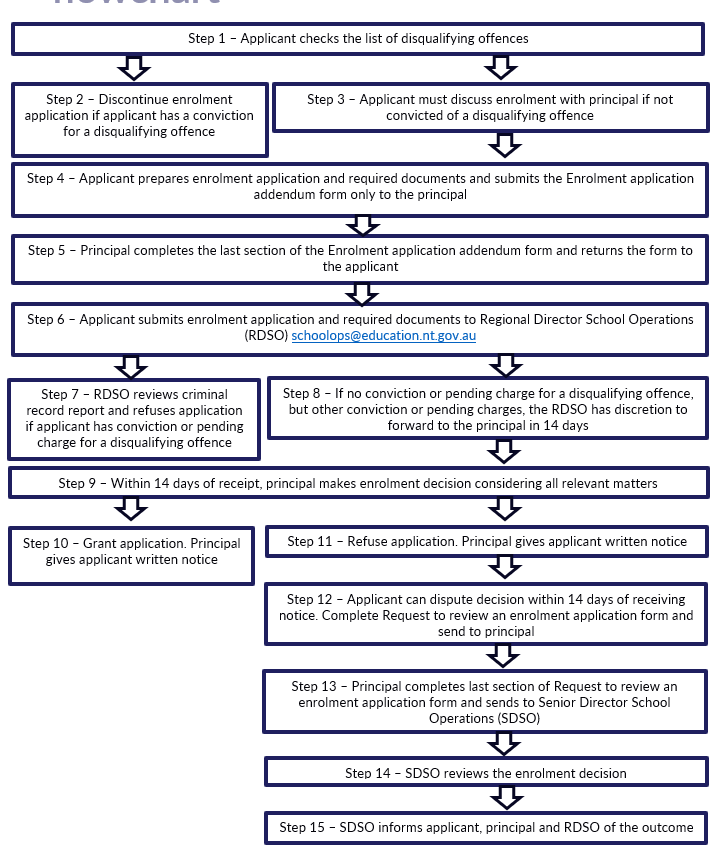 flowchart
Step 1 – Applicant checks the list of disqualifying offences
Step 2 – Discontinue enrolment
application if applicant has a conviction
for a disqualifying offence
Step 3 – Applicant must discuss enrolment with principal if not
convicted of a disqualifying offence
Step 4 – Applicant prepares enrolment application and required documents and submits the Enrolment application
addendum form only to the principal
Step 5 – Principal completes the last section of the Enrolment application addendum form and returns the form to
the applicant
Step 6 – Applicant submits enrolment application and required documents to Regional Director School Operations
(RDSO) schoolops@education.nt.gov.au
Step 7 – RDSO reviews criminal
record report and refuses application
if applicant has conviction or pending
charge for a disqualifying offence
Step 8 – If no conviction or pending charge for a disqualifying offence,
but other conviction or pending charges, the RDSO has discretion to
forward to the principal in 14 days
Step 9 – Within 14 days of receipt, principal makes enrolment decision considering all relevant matters
Step 10 – Grant application. Principal
gives applicant written notice
Step 11 – Refuse application. Principal gives applicant written notice
Step 12 – Applicant can dispute decision within 14 days of receiving
notice. Complete Request to review an enrolment application form and
send to principal
Step 13 – Principal completes last section of Request to review an
enrolment application form and sends to Senior Director School
Operations (SDSO)
Step 14 – SDSO reviews the enrolment decision
Step 15 – SDSO informs applicant, principal and RDSO of the outcome